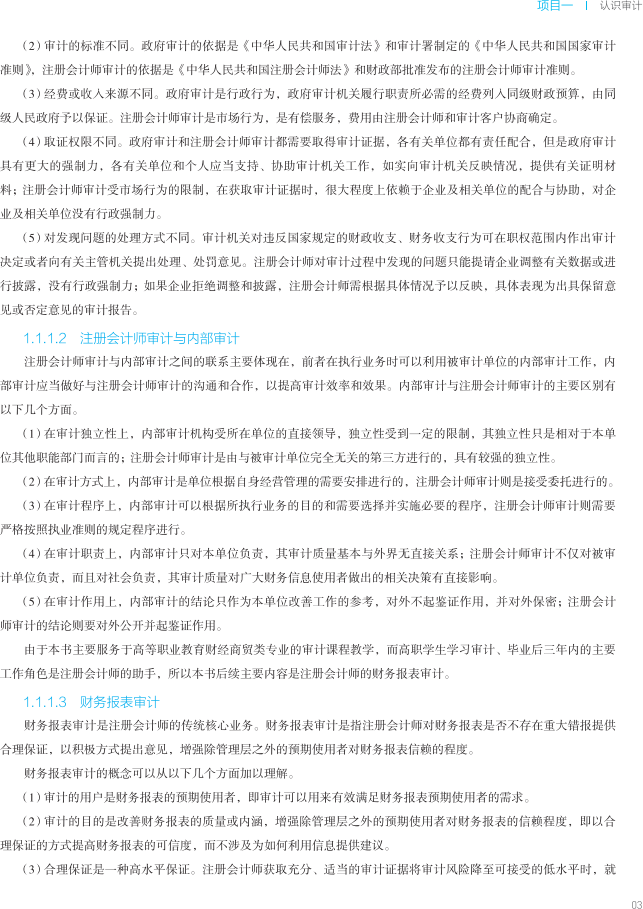 项目一 | 认识审计
（2）审计的标准不同。政府审计的依据是《中华人民共和国审计法》和审计署制定的《中华人民共和国国家审计
准则》，注册会计师审计的依据是《中华人民共和国注册会计师法》和财政部批准发布的注册会计师审计准则。
（3）经费或收入来源不同。政府审计是行政行为，政府审计机关履行职责所必需的经费列入同级财政预算，由同
级人民政府予以保证。注册会计师审计是市场行为，是有偿服务，费用由注册会计师和审计客户协商确定。
（4）取证权限不同。政府审计和注册会计师审计都需要取得审计证据，各有关单位都有责任配合，但是政府审计
具有更大的强制力，各有关单位和个人应当支持、协助审计机关工作，如实向审计机关反映情况，提供有关证明材
料；注册会计师审计受市场行为的限制，在获取审计证据时，很大程度上依赖于企业及相关单位的配合与协助，对企
业及相关单位没有行政强制力。
（5）对发现问题的处理方式不同。审计机关对违反国家规定的财政收支、财务收支行为可在职权范围内作出审计
决定或者向有关主管机关提出处理、处罚意见。注册会计师对审计过程中发现的问题只能提请企业调整有关数据或进
行披露，没有行政强制力；如果企业拒绝调整和披露，注册会计师需根据具体情况予以反映，具体表现为出具保留意
见或否定意见的审计报告。
1.1.1.2 注册会计师审计与内部审计
注册会计师审计与内部审计之间的联系主要体现在，前者在执行业务时可以利用被审计单位的内部审计工作，内
部审计应当做好与注册会计师审计的沟通和合作，以提高审计效率和效果。内部审计与注册会计师审计的主要区别有
以下几个方面。
（1）在审计独立性上，内部审计机构受所在单位的直接领导，独立性受到一定的限制，其独立性只是相对于本单
位其他职能部门而言的；注册会计师审计是由与被审计单位完全无关的第三方进行的，具有较强的独立性。
（2）在审计方式上，内部审计是单位根据自身经营管理的需要安排进行的，注册会计师审计则是接受委托进行的。
（3）在审计程序上，内部审计可以根据所执行业务的目的和需要选择并实施必要的程序，注册会计师审计则需要
严格按照执业准则的规定程序进行。
（4）在审计职责上，内部审计只对本单位负责，其审计质量基本与外界无直接关系；注册会计师审计不仅对被审
计单位负责，而且对社会负责，其审计质量对广大财务信息使用者做出的相关决策有直接影响。
（5）在审计作用上，内部审计的结论只作为本单位改善工作的参考，对外不起鉴证作用，并对外保密；注册会计
师审计的结论则要对外公开并起鉴证作用。
由于本书主要服务于高等职业教育财经商贸类专业的审计课程教学，而高职学生学习审计、毕业后三年内的主要
工作角色是注册会计师的助手，所以本书后续主要内容是注册会计师的财务报表审计。
1.1.1.3 财务报表审计
财务报表审计是注册会计师的传统核心业务。财务报表审计是指注册会计师对财务报表是否不存在重大错报提供
合理保证，以积极方式提出意见，增强除管理层之外的预期使用者对财务报表信赖的程度。
财务报表审计的概念可以从以下几个方面加以理解。
（1）审计的用户是财务报表的预期使用者，即审计可以用来有效满足财务报表预期使用者的需求。
（2）审计的目的是改善财务报表的质量或内涵，增强除管理层之外的预期使用者对财务报表的信赖程度，即以合
理保证的方式提高财务报表的可信度，而不涉及为如何利用信息提供建议。
（3）合理保证是一种高水平保证。注册会计师获取充分、适当的审计证据将审计风险降至可接受的低水平时，就
03